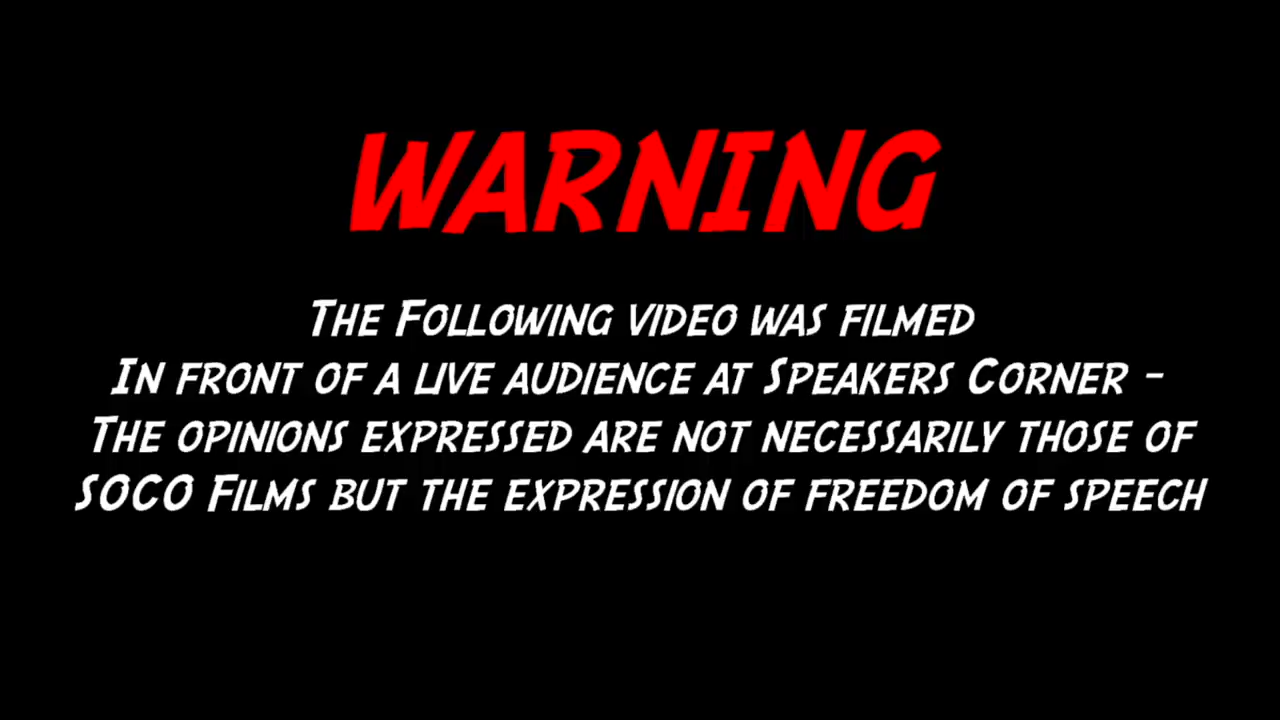 WARNING
The Following video was filmed
In front of a live audience at Speakers Corner -
The opinions expressed are not necessarily those of
SOCO Films but the expression of freedom of speech